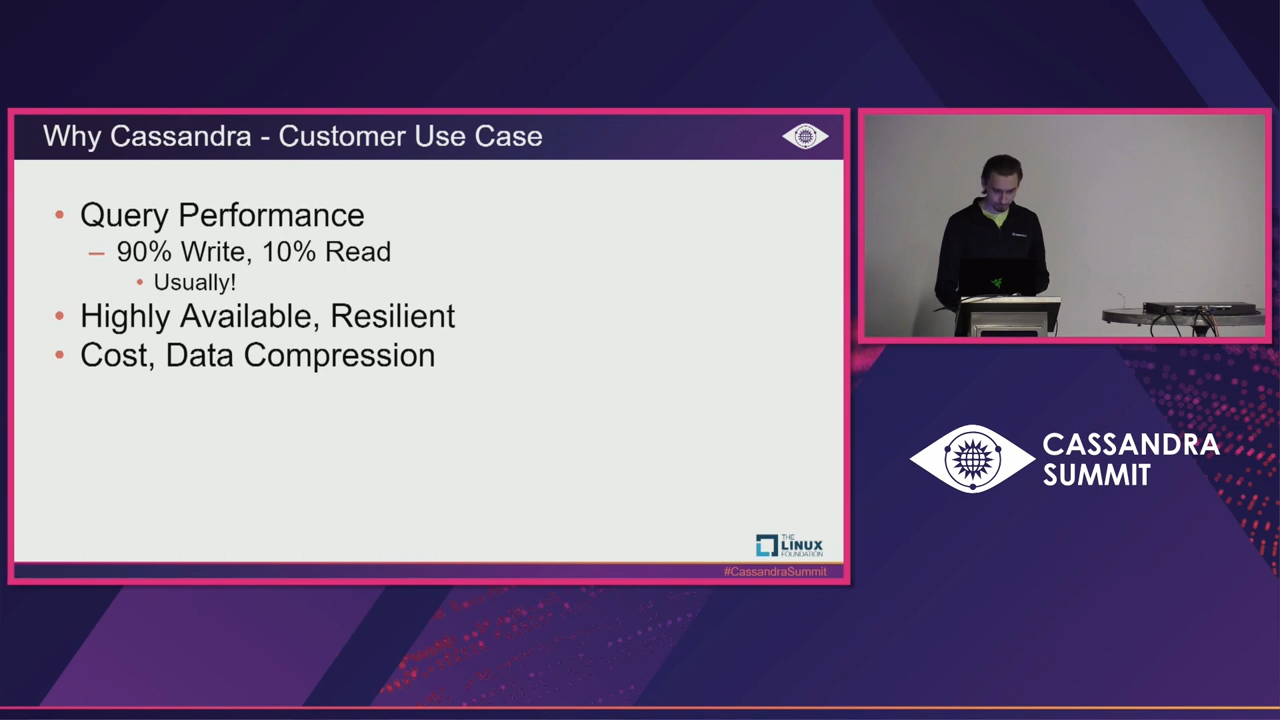 Why Cassandra - Customer Use Case
• Query Performance
– 90% Write, 10% Read
• Usually!
• Highly Available, Resilient
• Cost, Data Compression
THE
LINUX
FOUNDATION
#CassandraSummit
CASSANDRA
SUMMIT